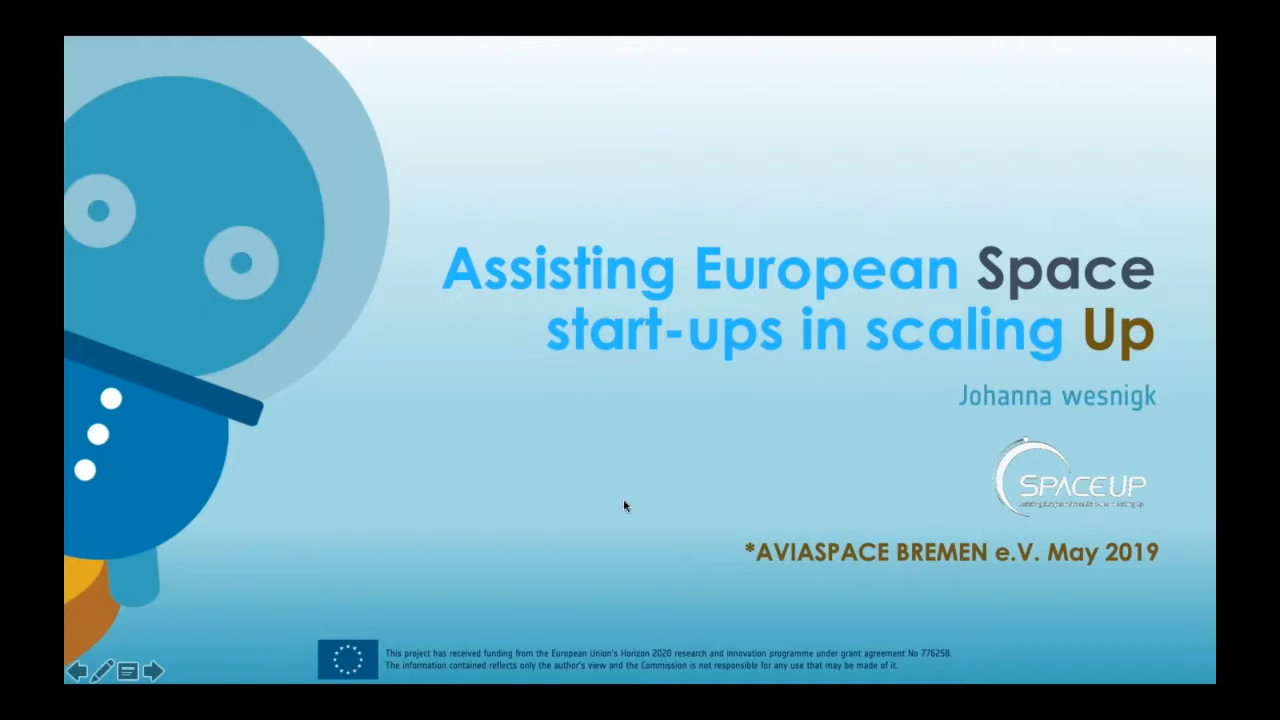 Assisting European Space
start-ups in scaling Up
Johanna wesnigk
SPACEUP
*AVIASPACE BREMEN e.V. May 2019
This project has received funding from the European Union's Horizon 2020 research and innovation programme under grant agreement No 776258.
The information contained reflects only the author's view and the Commission is not responsible for any use that may be made of it.